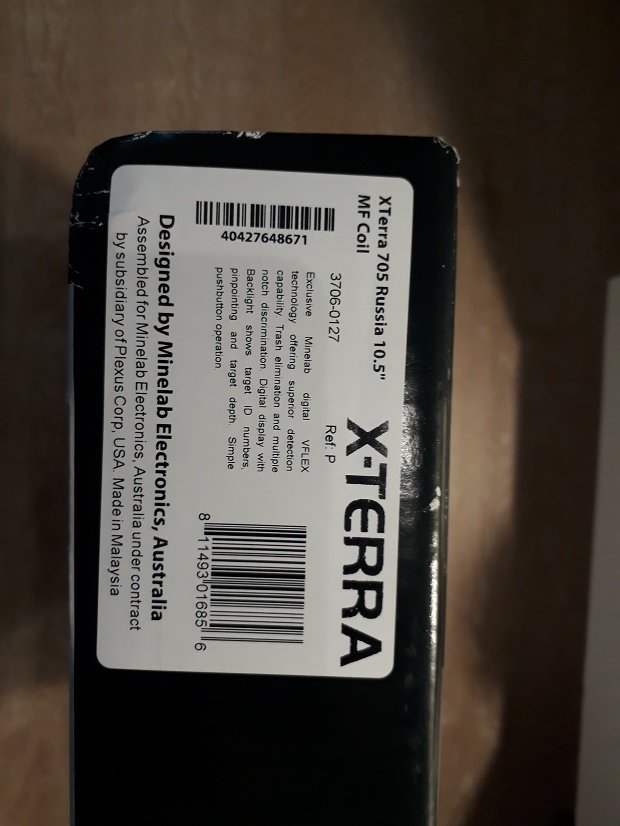 XTerra 705 Russia 10.5"
MF Coil
X-TERRA
3706-0127
Ref: P
40427648671
Exclusive Minelab digital VFLEX
technology offering superior detection
capability. Trash elimination and multiple
notch discrimination. Digital display with
Backlight shows target ID numbers,
pinpointing and target depth. Simple
pushbutton operation.
8 11493 01685 6
Designed by Minelab Electronics, Australia
Assembled for Minelab Electronics, Australia under contract
by subsidiary of Plexus Corp, USA. Made in Malaysia